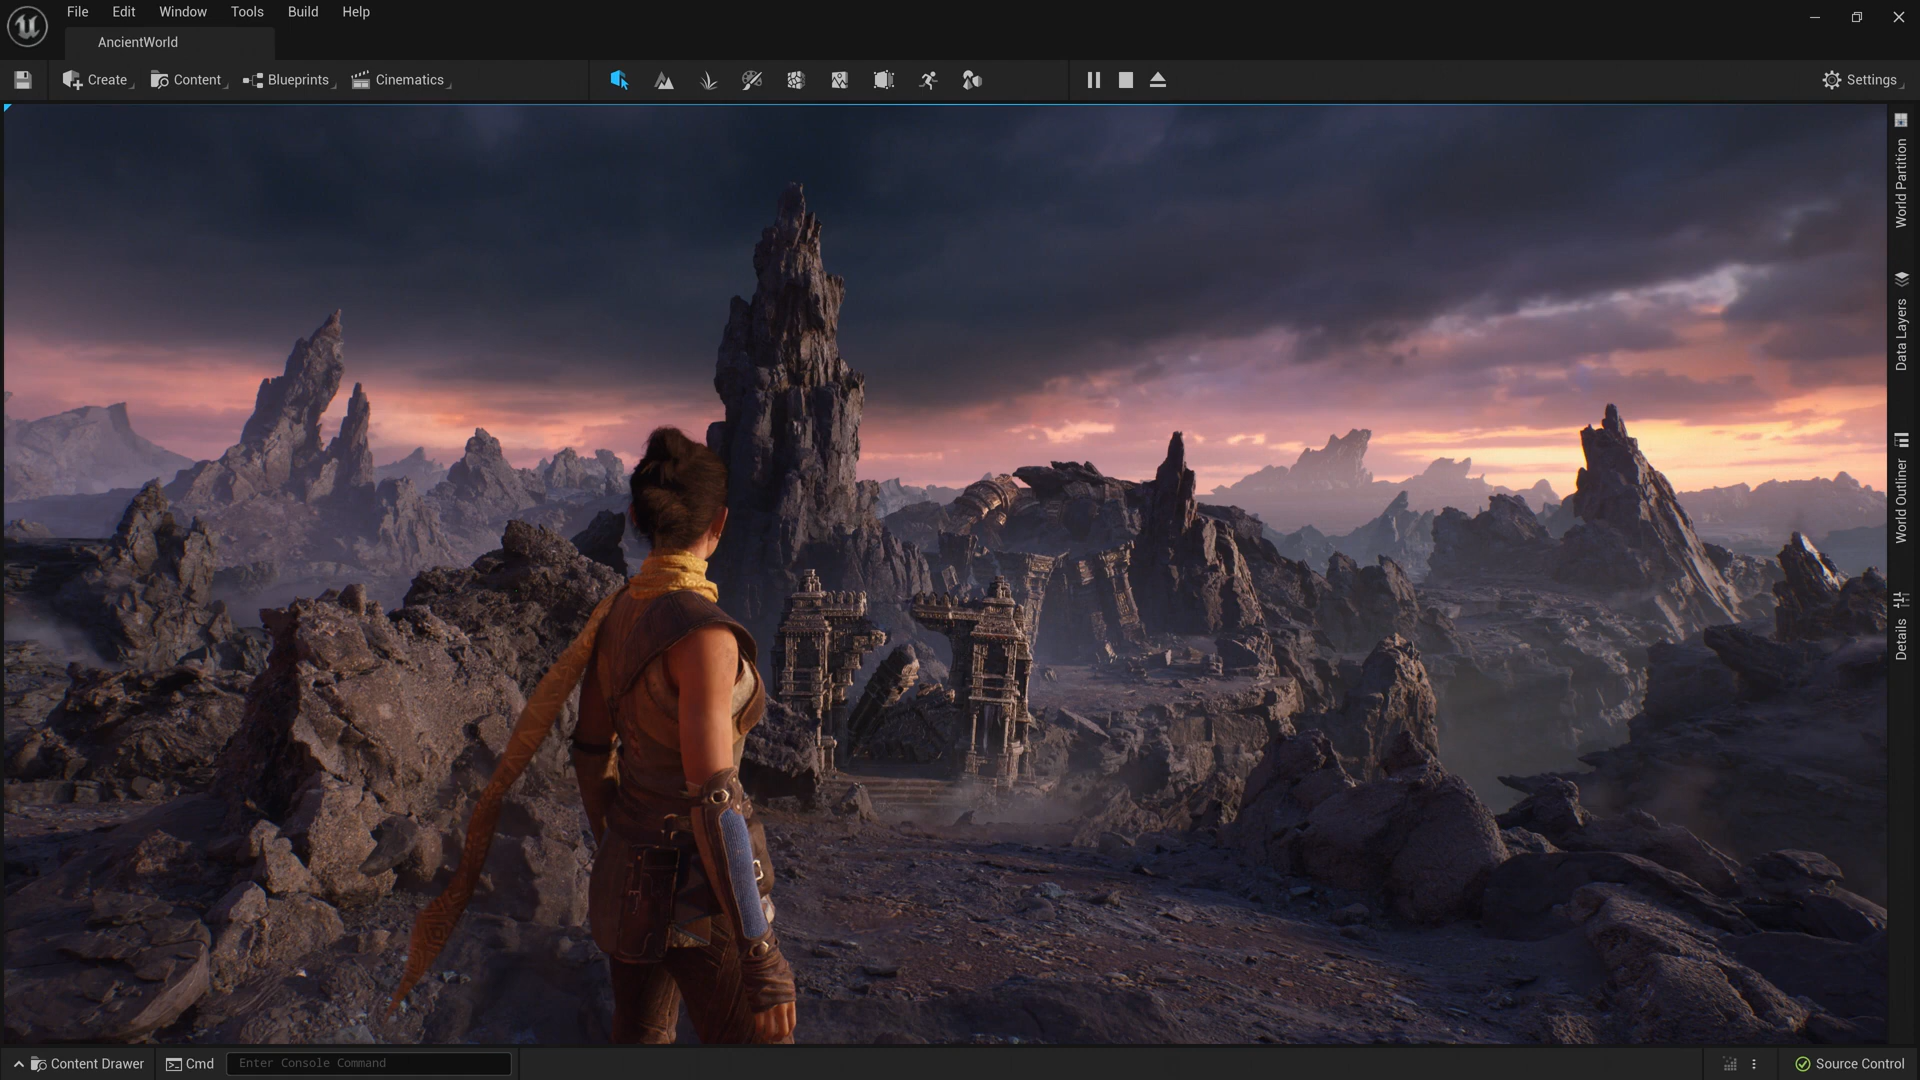 File Edit Window Tools Build Help
AncientWorld
Create Content Blueprints Cinematics Settings
World Partition
Data Layers
World Outliner
Details
Content Drawer Cmd Enter Console Command Source Control